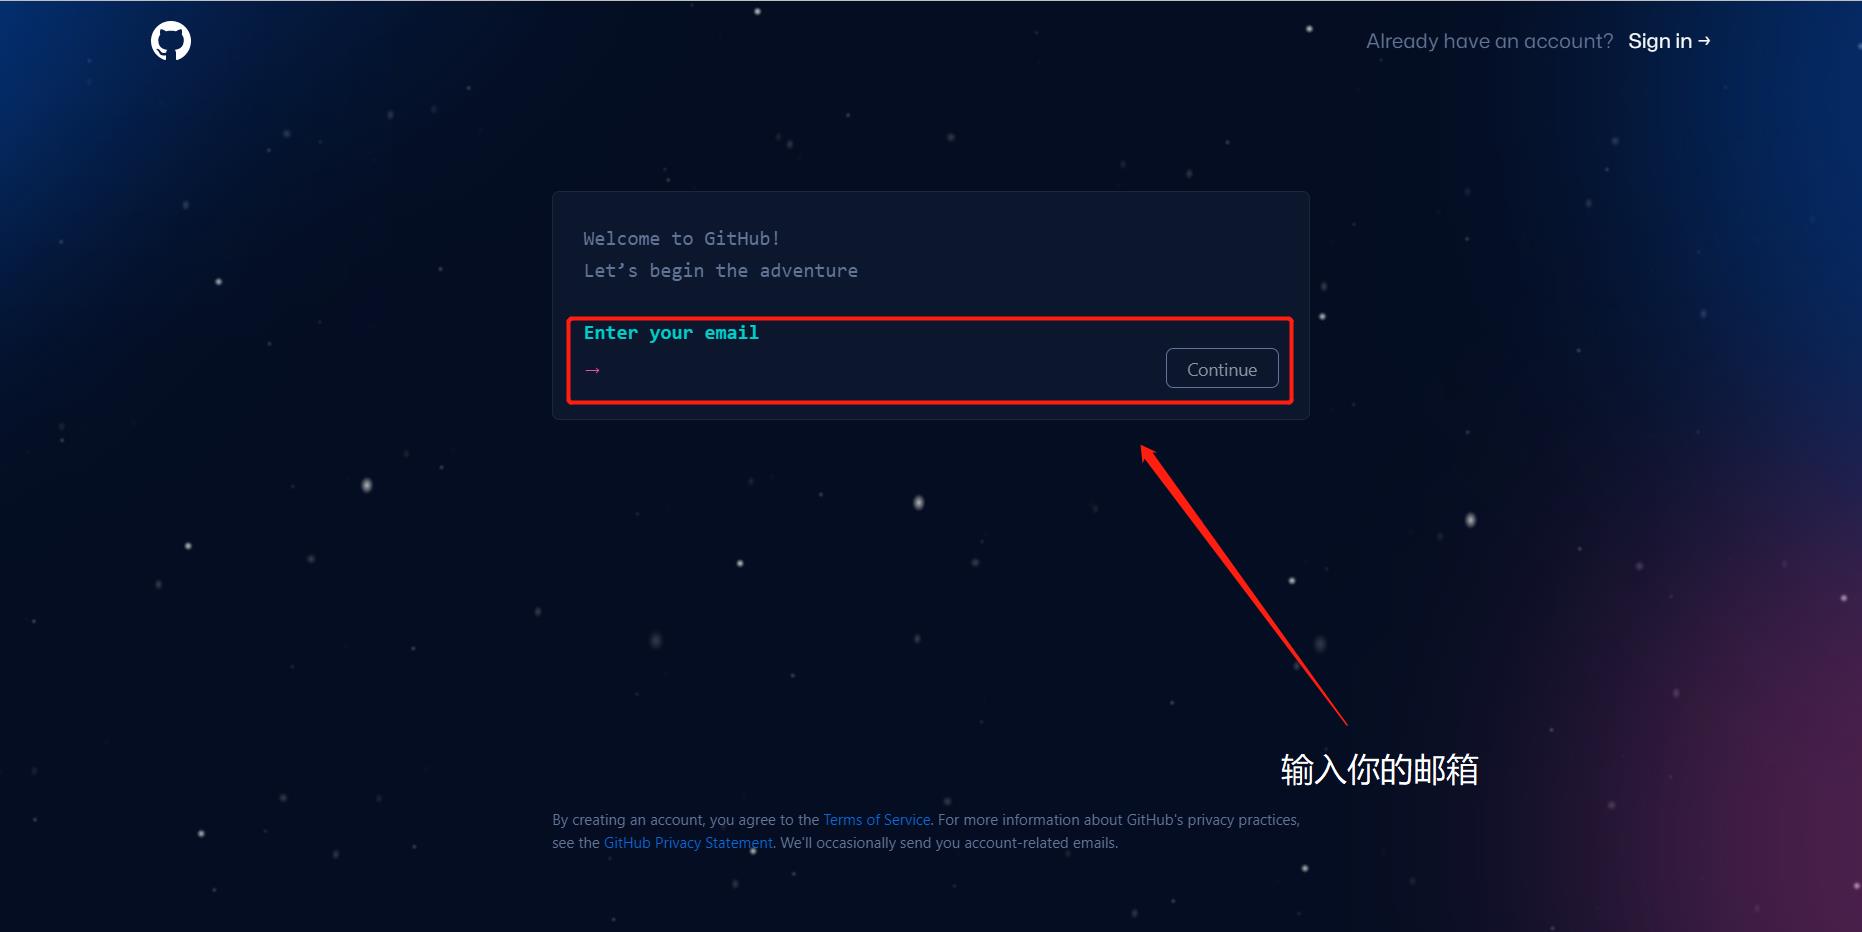 Already have an account? Sign in →
Welcome to GitHub!
Let’s begin the adventure
Enter your email
→
Continue
输入你的邮箱
By creating an account, you agree to the Terms of Service. For more information about GitHub's privacy practices,
see the GitHub Privacy Statement. We'll occasionally send you account-related emails.